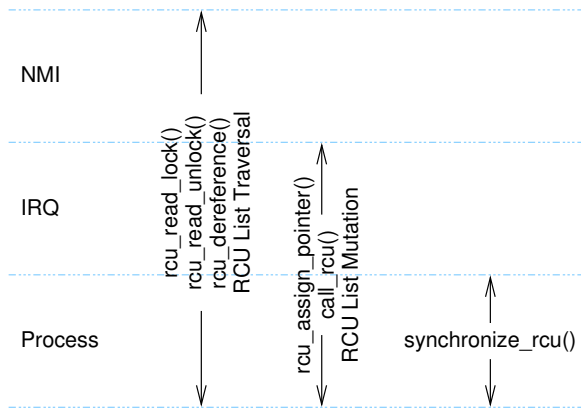 NMI
rcu_read_lock()
rcu_read_unlock()
rcu_dereference()
RCU List Traversal
IRQ
rcu_assign_pointer()
call_rcu()
RCU List Mutation
Process
synchronize_rcu()